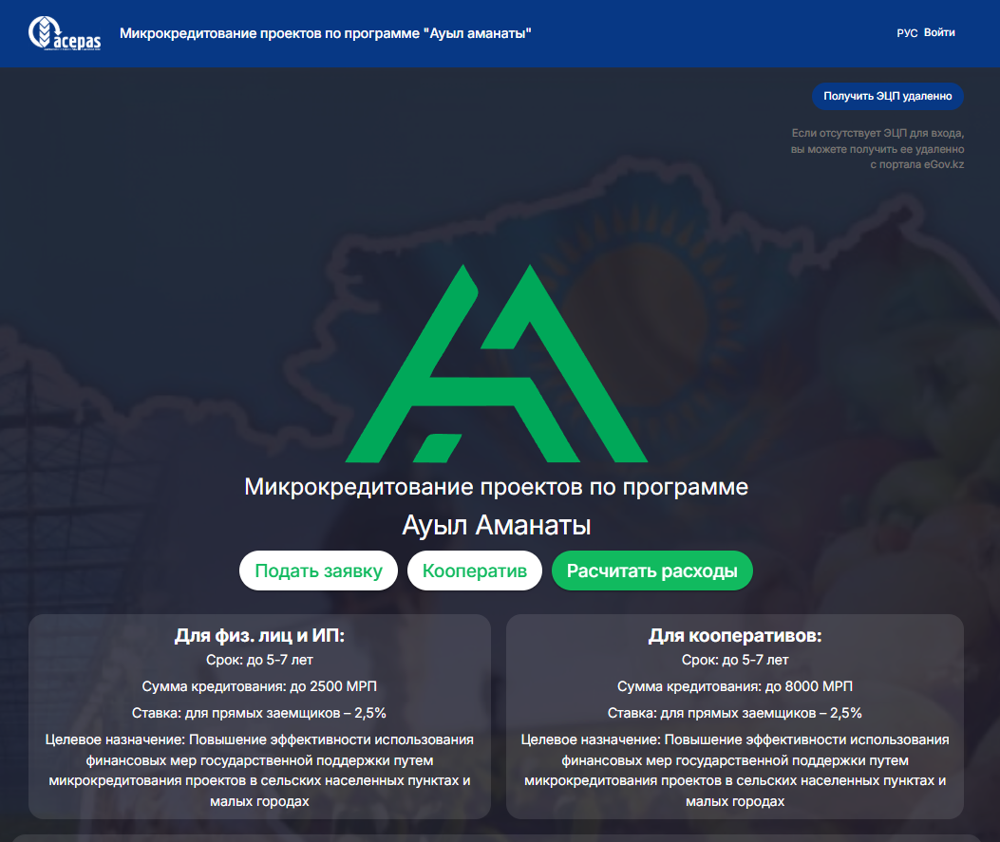 acepas
Микрокредитование проектов по программе "Ауыл аманаты"
РУС Войти
Получить ЭЦП удаленно
Если отсутствует ЭЦП для входа,
вы можете получить ее удаленно
с портала eGov.kz
Микрокредитование проектов по программе
Ауыл Аманаты
Подать заявку
Кооператив
Расчитать расходы
Для физ. лиц и ИП:
Срок: до 5-7 лет
Сумма кредитования: до 2500 МРП
Ставка: для прямых заемщиков – 2,5%
Целевое назначение: Повышение эффективности использования
финансовых мер государственной поддержки путем
микрокредитования проектов в сельских населенных пунктах и
малых городах
Для кооперативов:
Срок: до 5-7 лет
Сумма кредитования: до 8000 МРП
Ставка: для прямых заемщиков – 2,5%
Целевое назначение: Повышение эффективности использования
финансовых мер государственной поддержки путем
микрокредитования проектов в сельских населенных пунктах и
малых городах